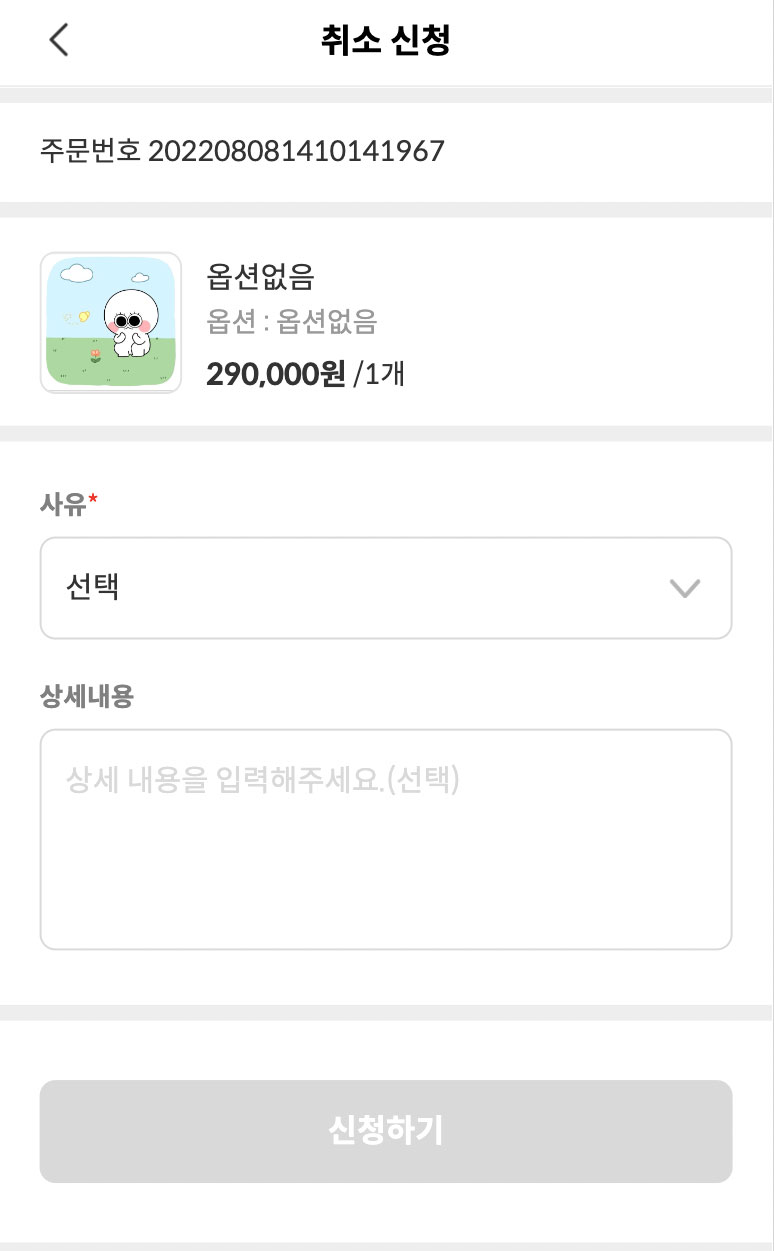 취소 신청
주문번호 202208081410141967
옵션없음
옵션 : 옵션없음
290,000원 /1개
사유*
선택
상세내용
상세 내용을 입력해주세요.(선택)
신청하기